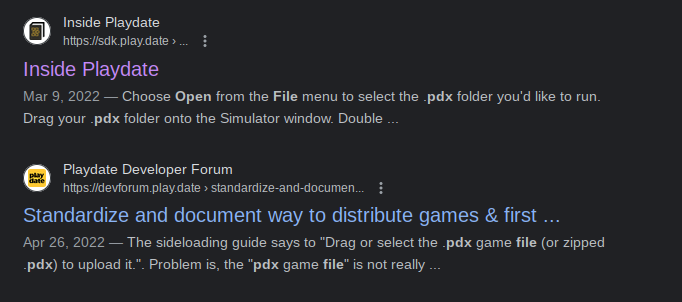 Inside Playdate
https://sdk.play.date › ...
Inside Playdate
Mar 9, 2022 — Choose Open from the File menu to select the .pdx folder you'd like to run.
Drag your .pdx folder onto the Simulator window. Double ...
play
date
Playdate Developer Forum
https://devforum.play.date › standardize-and-documen...
Standardize and document way to distribute games & first ...
Apr 26, 2022 — The sideloading guide says to "Drag or select the .pdx game file (or zipped
.pdx) to upload it.". Problem is, the "pdx game file" is not really ...